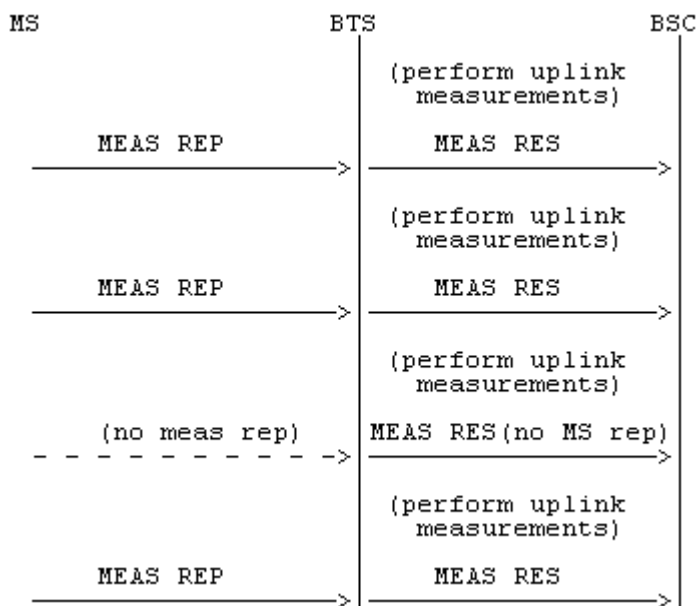 MS BTS BSC
(perform uplink
measurements)
MEAS REP MEAS RES
(perform uplink
measurements)
MEAS REP MEAS RES
(perform uplink
measurements)
(no meas rep) MEAS RES(no MS rep)
(perform uplink
measurements)
MEAS REP MEAS RES